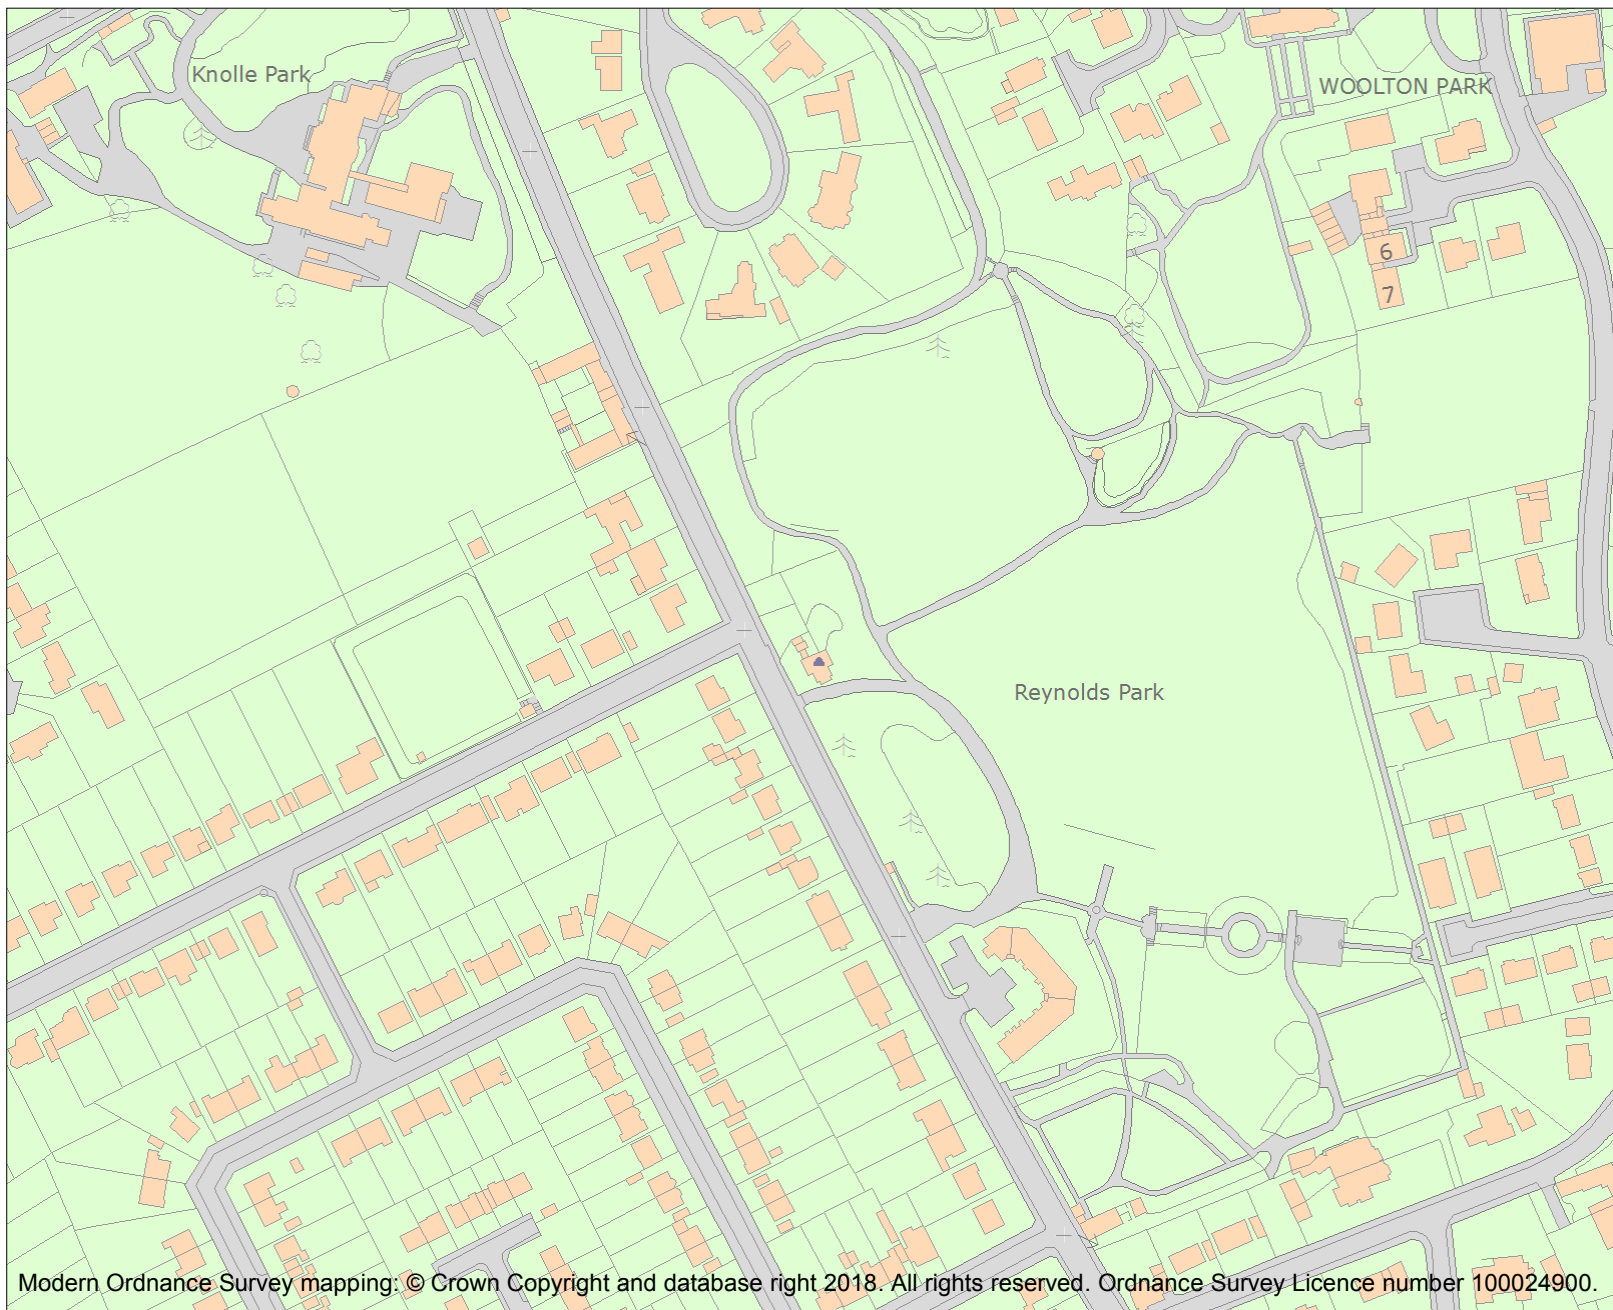 Knolle Park
WOOLTON PARK
6
7
Reynolds Park
Modern Ordnance Survey mapping: © Crown Copyright and database right 2018. All rights reserved. Ordnance Survey Licence number 100024900.